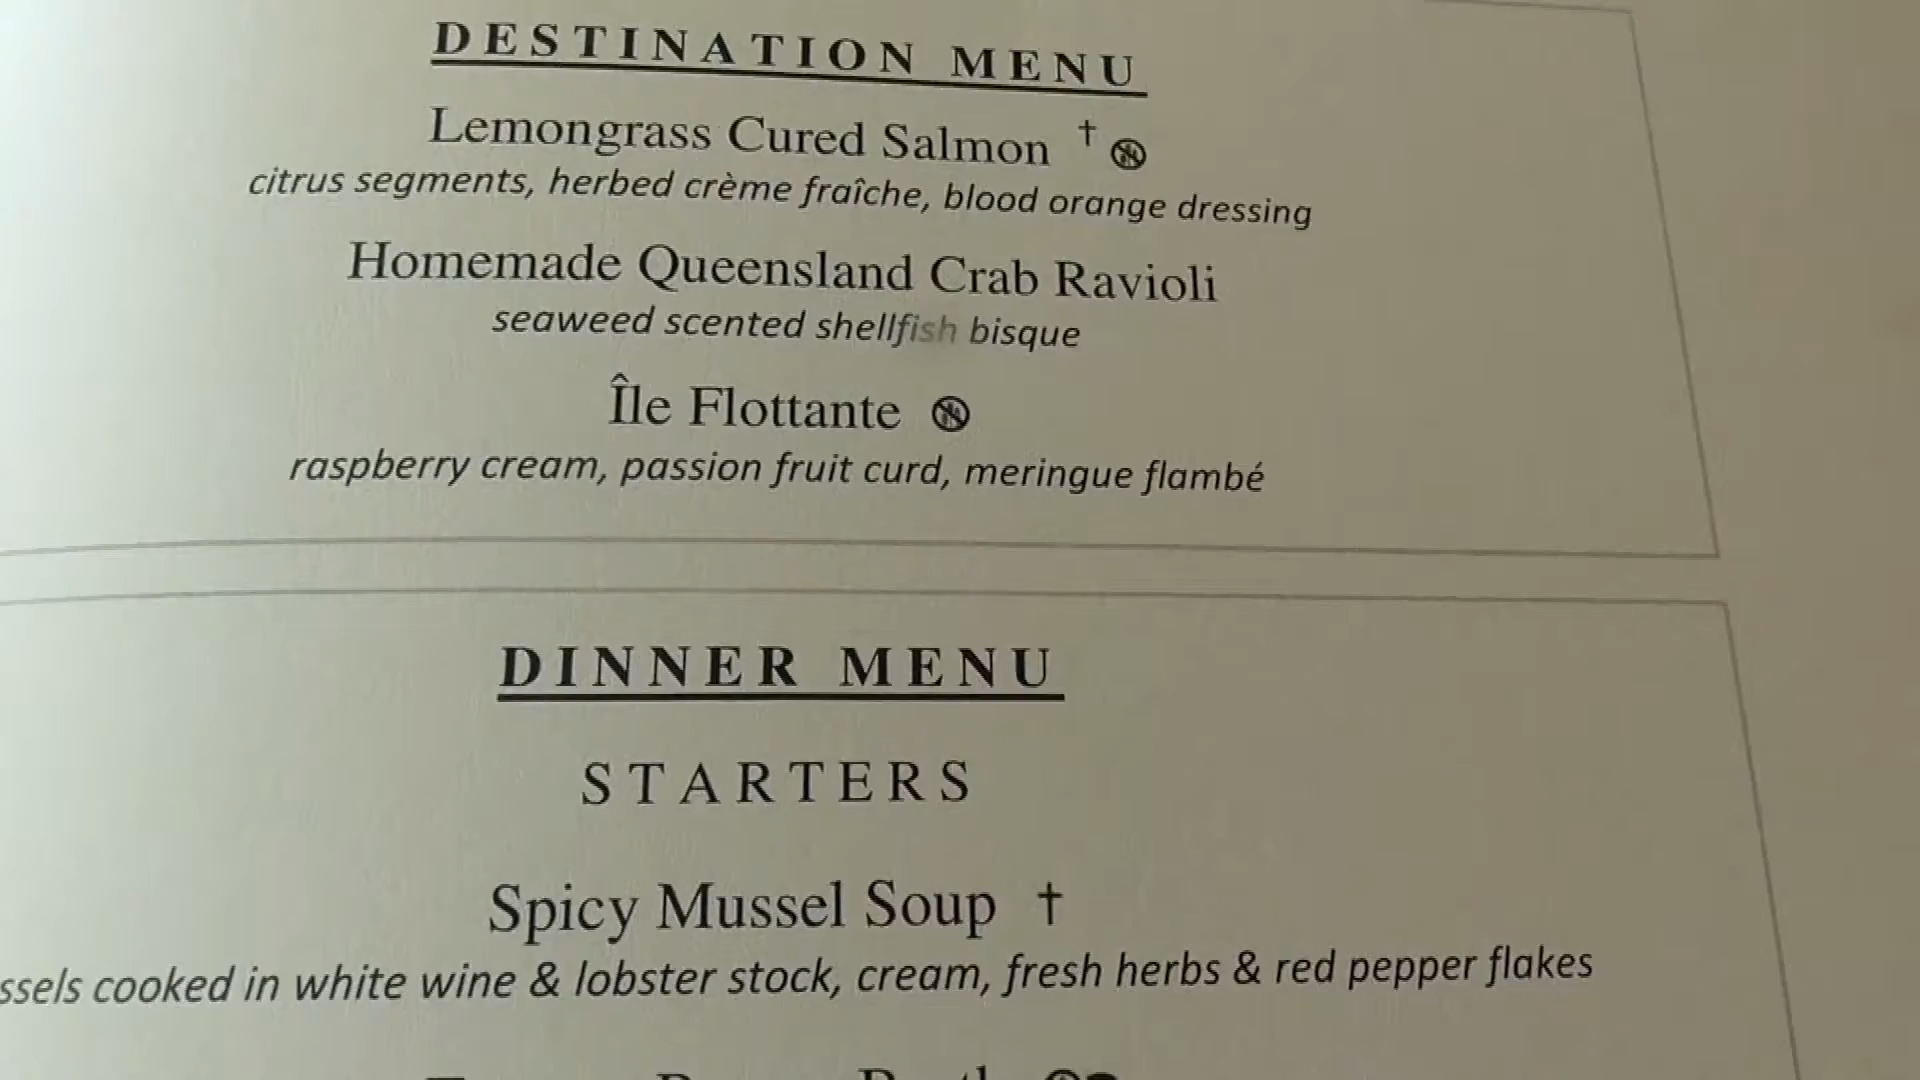 DESTINATION MENU
Lemongrass Cured Salmon †
citrus segments, herbed crème fraîche, blood orange dressing
Homemade Queensland Crab Ravioli
seaweed scented shellfish bisque
Île Flottante
raspberry cream, passion fruit curd, meringue flambé
DINNER MENU
STARTERS
Spicy Mussel Soup †
cooked in white wine & lobster stock, cream, fresh herbs & red pepper flakes